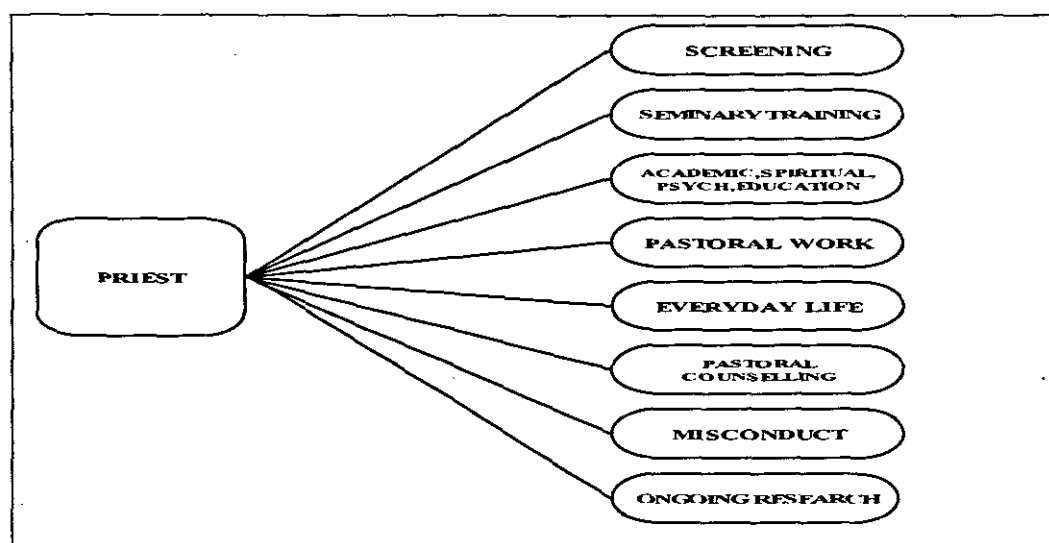 SCREENING
SEMINARY TRAINING
ACADEMIC, SPIRITUAL,
PSYCH, EDUCATION
PASTORAL WORK
PRIEST
EVERYDAY LIFE
PASTORAL
COUNSELLING
MISCONDUCT
ONGOING RESEARCH